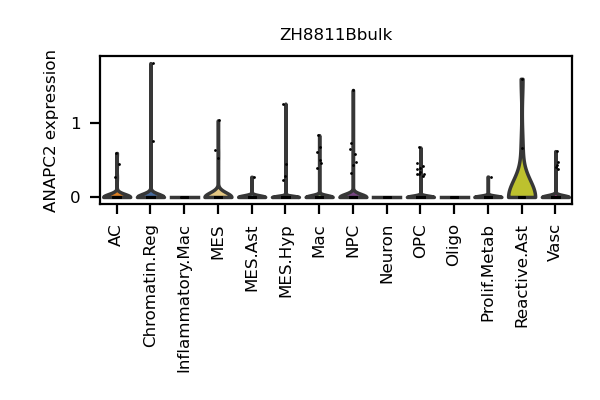 ZH8811Bbulk
ANAPC2 expression
1
0
AC
Chromatin.Reg
Inflammatory.Mac
MES
MES.Ast
MES.Hyp
Mac
NPC
Neuron
OPC
Oligo
Prolif.Metab
Reactive.Ast
Vasc